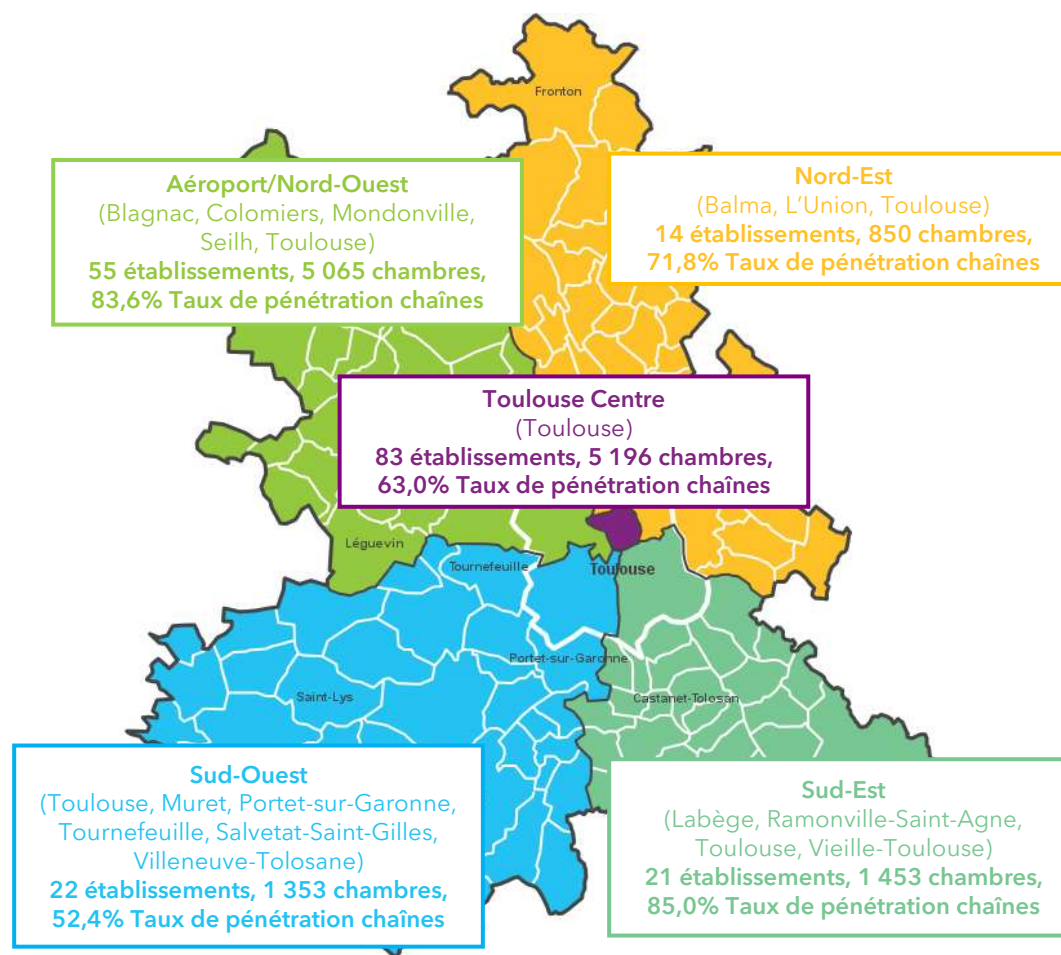 Fronton
Aéroport/Nord-Ouest
(Blagnac, Colomiers, Mondonville,
Seilh, Toulouse)
55 établissements, 5 065 chambres,
83,6% Taux de pénétration chaînes
Nord-Est
(Balma, L'Union, Toulouse)
14 établissements, 850 chambres,
71,8% Taux de pénétration chaînes
Toulouse Centre
(Toulouse)
83 établissements, 5 196 chambres,
63,0% Taux de pénétration chaînes
Léguevin
Tournefeuille
Toulouse
Portet-sur-Garonne
Saint-Lys
Castanet-Tolosan
Sud-Ouest
(Toulouse, Muret, Portet-sur-Garonne,
Tournefeuille, Salvetat-Saint-Gilles,
Villeneuve-Tolosane)
22 établissements, 1 353 chambres,
52,4% Taux de pénétration chaînes
Sud-Est
(Labège, Ramonville-Saint-Agne,
Toulouse, Vieille-Toulouse)
21 établissements, 1 453 chambres,
85,0% Taux de pénétration chaînes